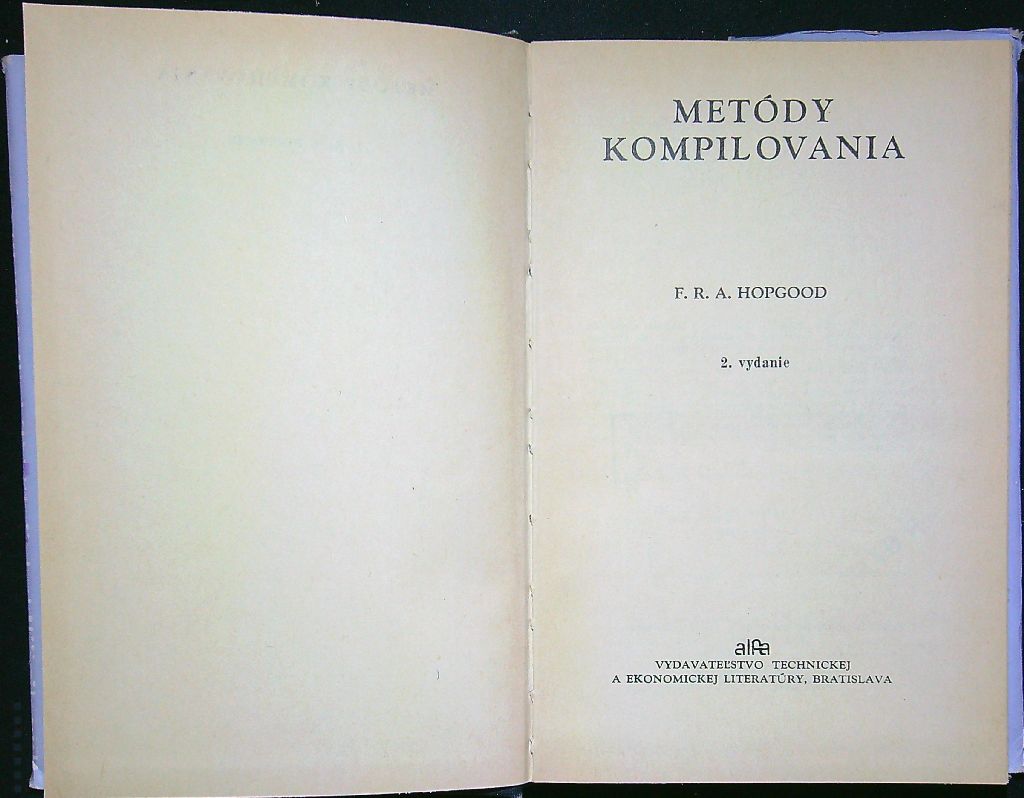 METÓDY
KOMPILOVANIA
F. R. A. HOPGOOD
2. vydanie
alfa
VYDAVATEĽSTVO TECHNICKEJ
A EKONOMICKEJ LITERATÚRY, BRATISLAVA